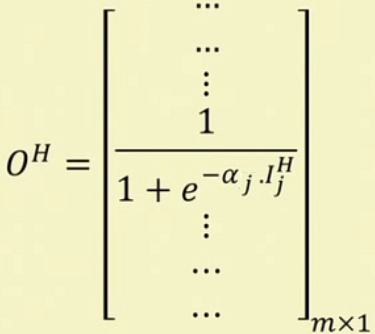 ...
...
⋮
1
O^H = [ ――― ]
1 + e^{-α_j .I_j^H}
⋮
...
...
m×1